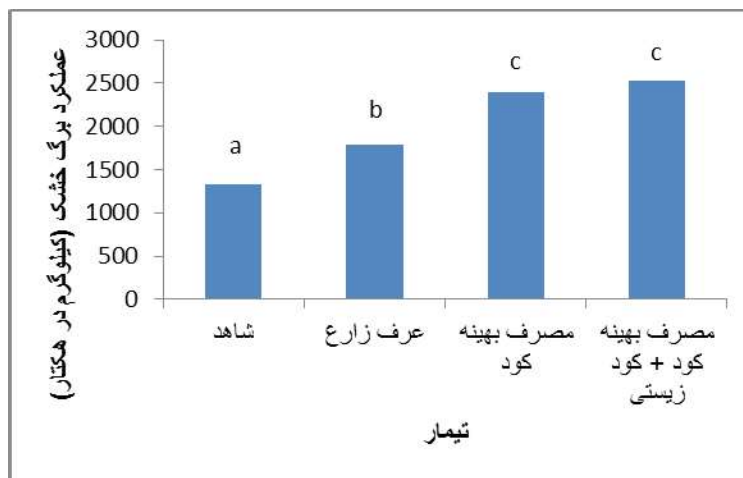 عملکرد برگ خشک (کیلوگرم در هکتار)
3000
2500
2000
1500
1000
500
0
a
b
c
c
شاهد
عرف زارع
مصرف بهینه
کود
مصرف بهینه
کود + کود
زیستی
تیمار